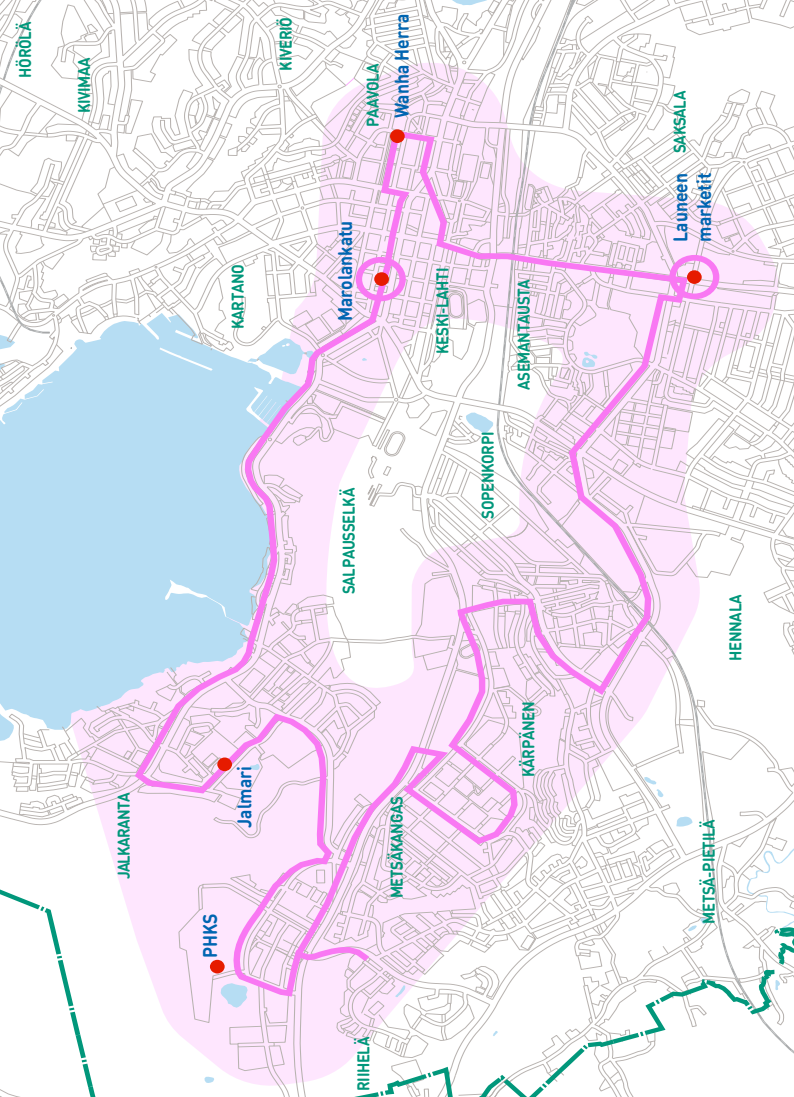 HÖRÖLÄ
KIVIMAA
KIVERIÖ
PAAVOLA
Wanha Herra
SAKSALA
Launeen
marketit
Marolankatu
KARTANO
KESKI-LAHTI
ASEMANTAUSTA
SOPENKORPI
SALPAUSSELKÄ
HENNALA
KÄRPÄNEN
Jalmari
JALKARANTA
METSÄKANGAS
METSÄ-PIETILÄ
PHKS
RIIHELÄ